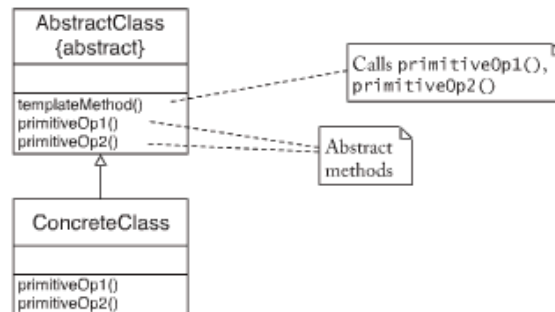 AbstractClass
{abstract}
templateMethod()
primitiveOp1()
primitiveOp2()
Calls primitiveOp1(),
primitiveOp2()
Abstract
methods
ConcreteClass
primitiveOp1()
primitiveOp2()